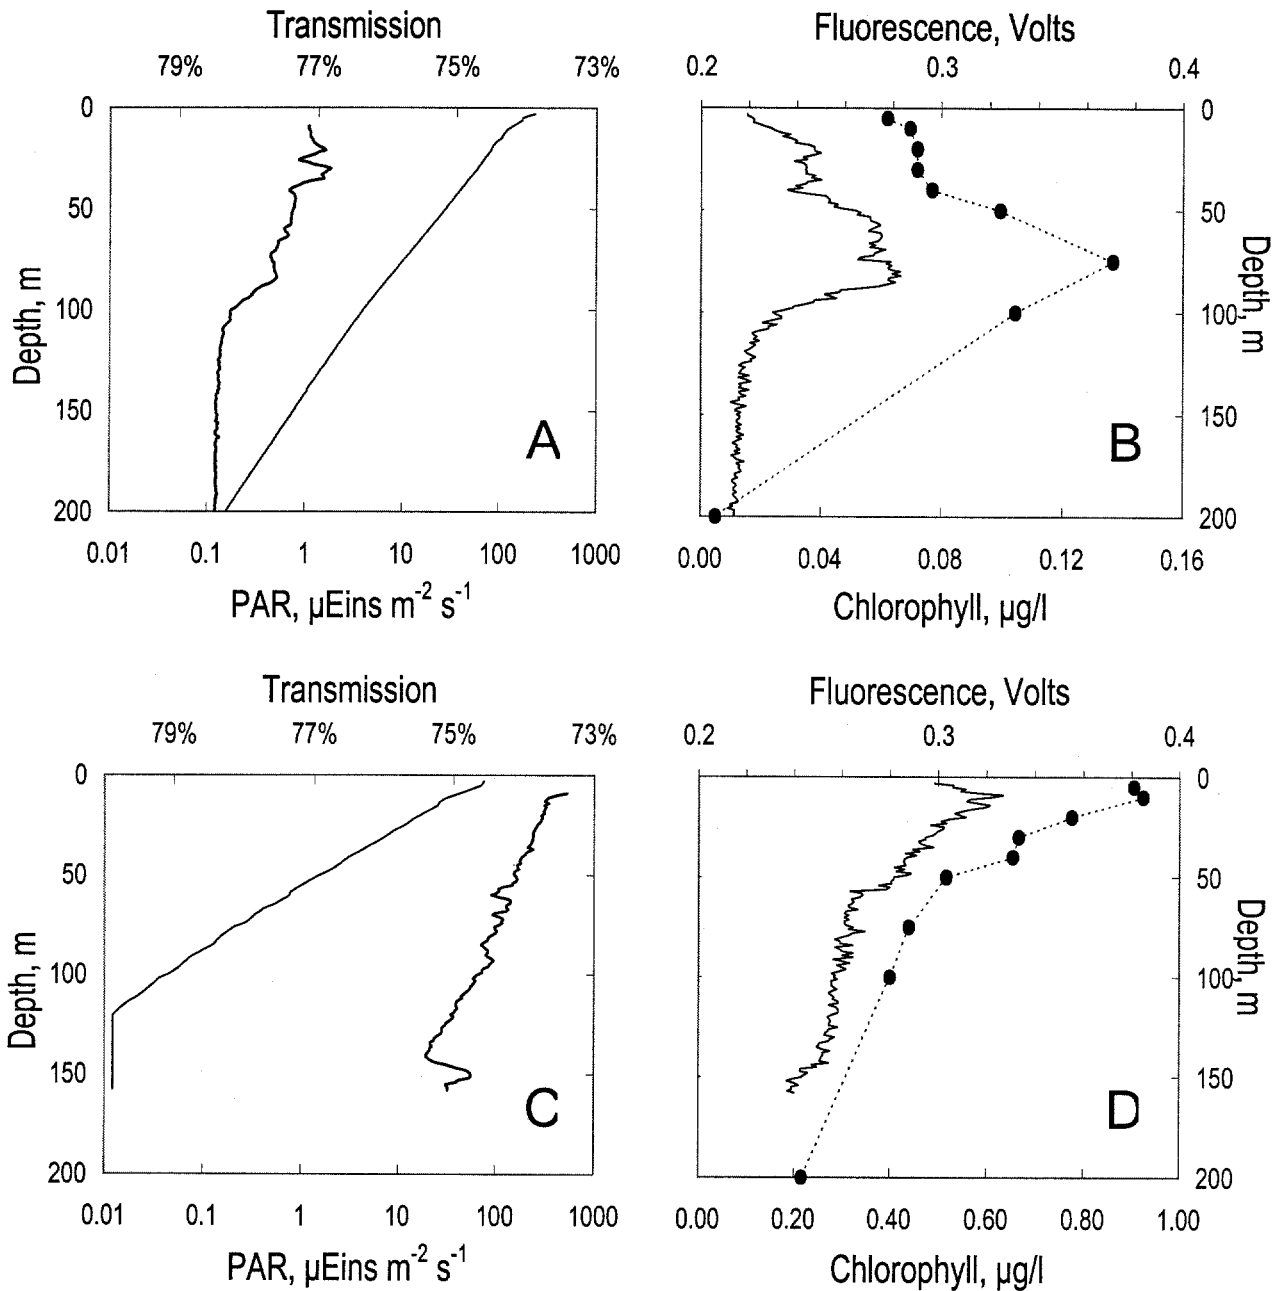 Transmission
79% 77% 75% 73%
0
50
100
150
200
Depth, m
A
0.01 0.1 1 10 100 1000
PAR, µEins m⁻² s⁻¹
Fluorescence, Volts
0.2 0.3 0.4
0
50
100
150
200
Depth, m
B
0.00 0.04 0.08 0.12 0.16
Chlorophyll, µg/l
Transmission
79% 77% 75% 73%
0
50
100
150
200
Depth, m
C
0.01 0.1 1 10 100 1000
PAR, µEins m⁻² s⁻¹
Fluorescence, Volts
0.2 0.3 0.4
0
50
100
150
200
Depth, m
D
0.00 0.20 0.40 0.60 0.80 1.00
Chlorophyll, µg/l